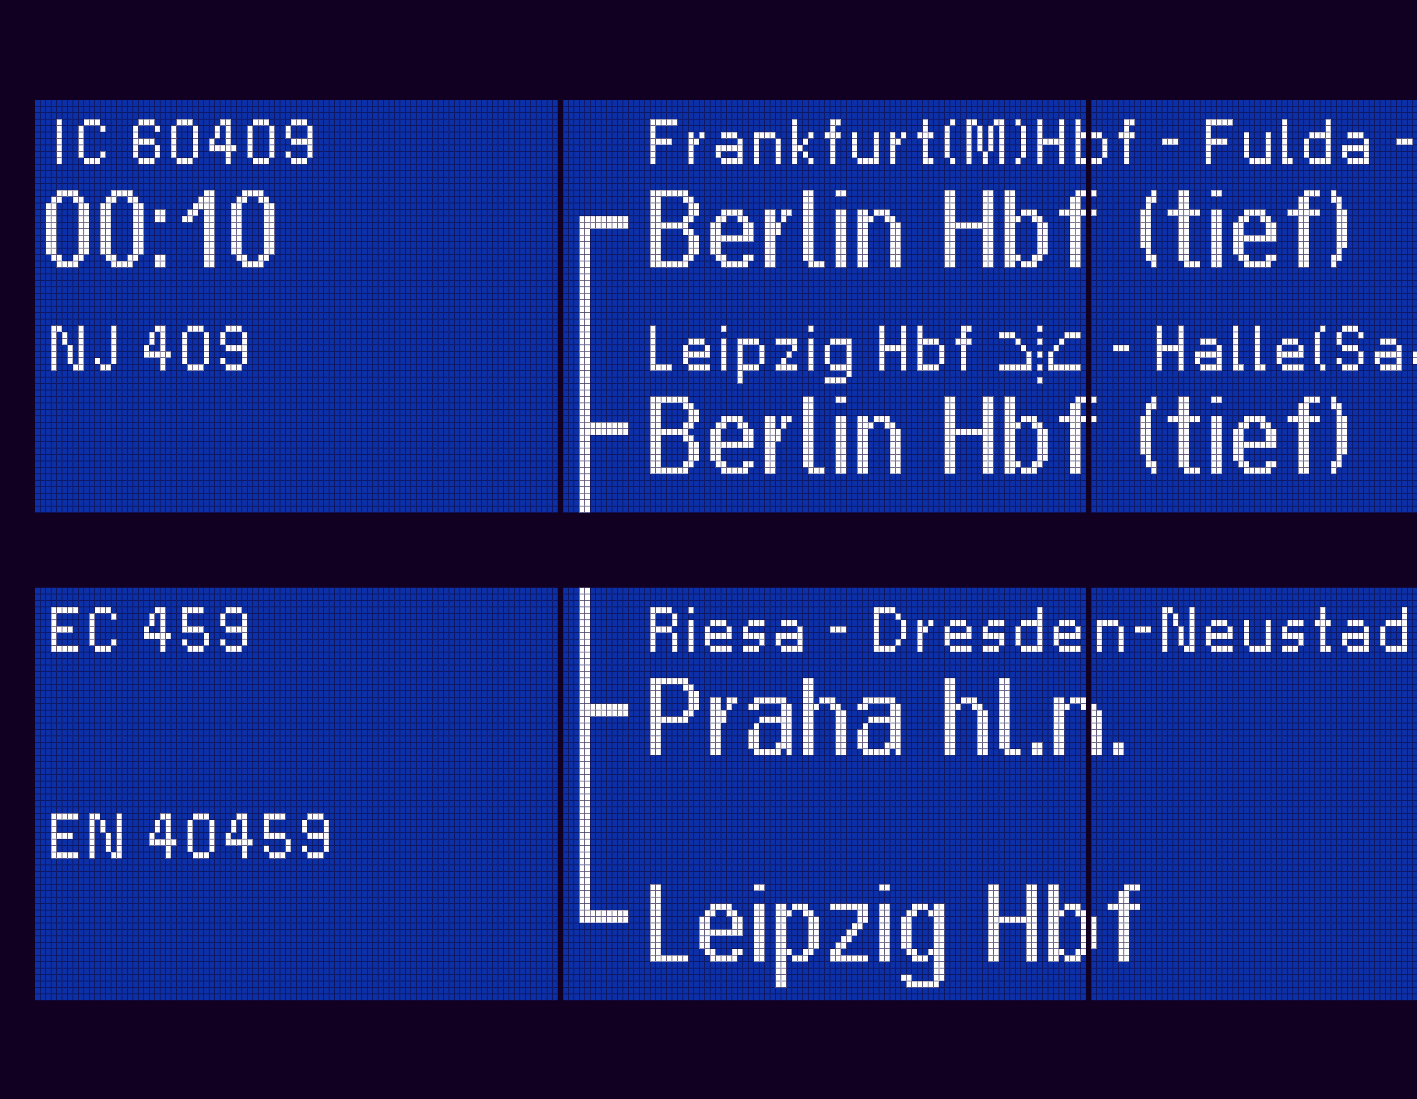 IC 60409 Frankfurt(M)Hbf - Fulda -
00:10 Berlin Hbf (tief)
NJ 409 Leipzig Hbf - Halle(Sa
Berlin Hbf (tief)
EC 459 Riesa - Dresden-Neustad
Praha hl.n.
EN 40459
Leipzig Hbf